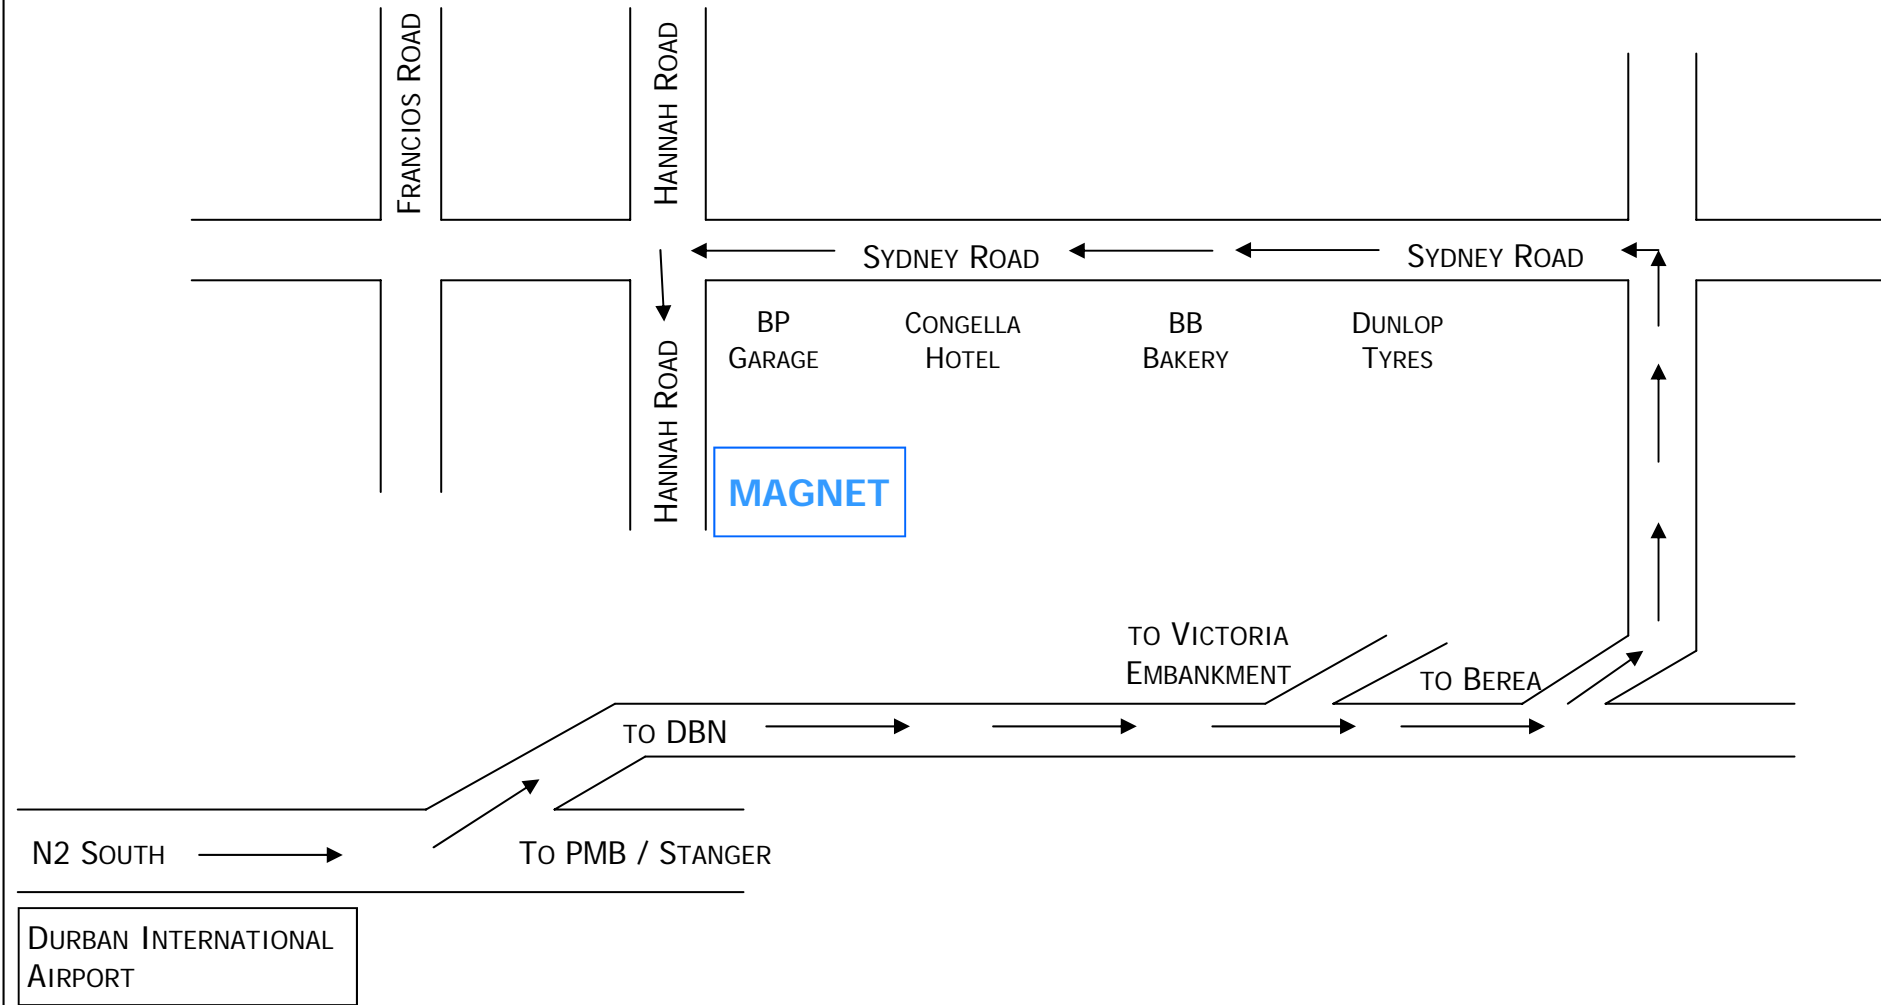 FRANCIOS ROAD
HANNAH ROAD
SYDNEY ROAD
SYDNEY ROAD
BP
GARAGE
CONGELLA
HOTEL
BB
BAKERY
DUNLOP
TYRES
HANNAH ROAD
MAGNET
TO VICTORIA
EMBANKMENT
TO BEREA
TO DBN
N2 SOUTH
TO PMB / STANGER
DURBAN INTERNATIONAL
AIRPORT